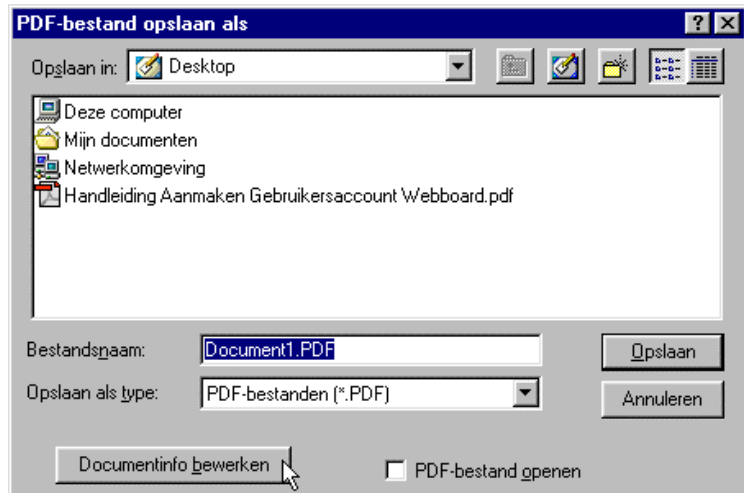 PDF-bestand opslaan als
Opslaan in: Desktop
Deze computer
Mijn documenten
Netwerkomgeving
Handleiding Aanmaken Gebruikersaccount Webboard.pdf
Bestandsnaam: Document1.PDF Opslaan
Opslaan als type: PDF-bestanden (*.PDF) Annuleren
Documentinfo bewerken PDF-bestand openen